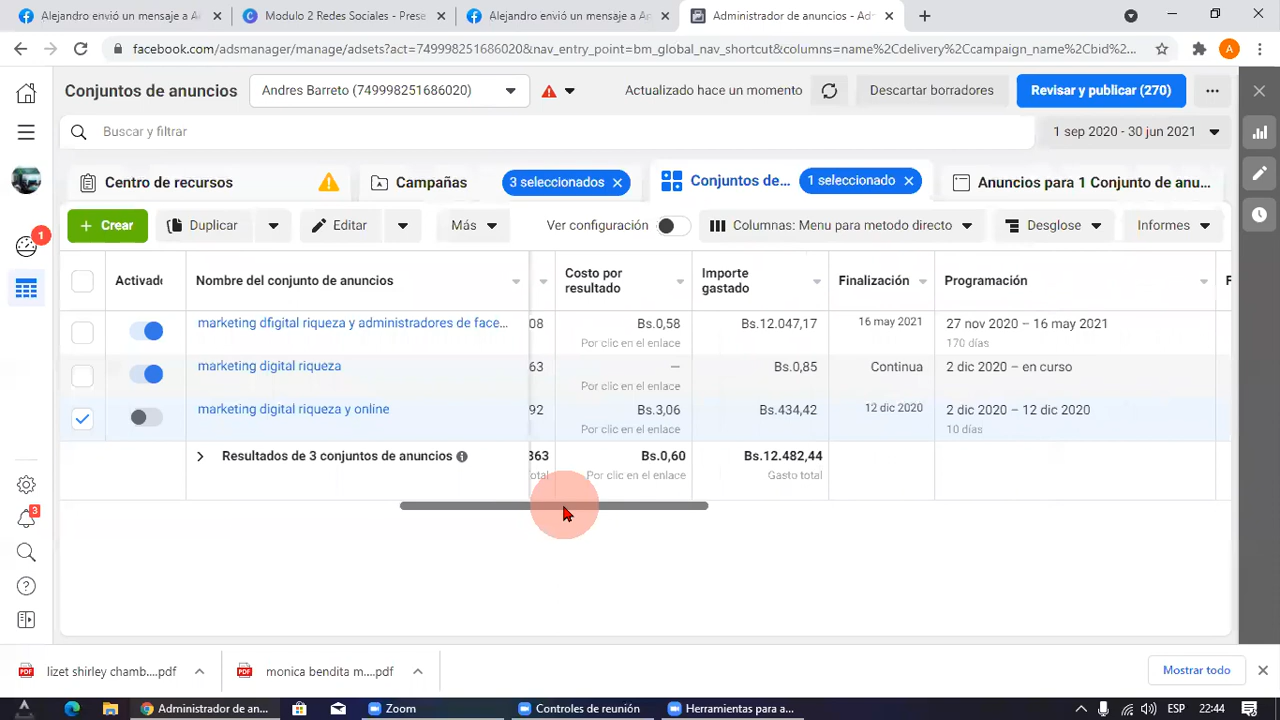 Alejandro envió un mensaje a A
Modulo 2 Redes Sociales - Pres
Alejandro envió un mensaje a A
Administrador de anuncios - Ad
facebook.com/adsmanager/manage/adsets?act=749998251686020&nav_entry_point=bm_global_nav_shortcut&columns=name%2Cdelivery%2Ccampaign_name%2Cbid%2C...
A
Conjuntos de anuncios
Andres Barreto (749998251686020)
Actualizado hace un momento
Descartar borradores
Revisar y publicar (270)
Buscar y filtrar
1 sep 2020 - 30 jun 2021
Centro de recursos
Campañas
3 seleccionados
Conjuntos de...
1 seleccionado
Anuncios para 1 Conjunto de anu...
+ Crear
Duplicar
Editar
Más
Ver configuración
Columnas: Menu para metodo directo
Desglose
Informes
1
Activado
Nombre del conjunto de anuncios
Costo por resultado
Importe gastado
Finalización
Programación
marketing dfigital riqueza y administradores de face...
08
Bs.0,58
Por clic en el enlace
Bs.12.047,17
16 may 2021
27 nov 2020 – 16 may 2021
170 días
marketing digital riqueza
63
—
Por clic en el enlace
Bs.0,85
Continua
2 dic 2020 – en curso
marketing digital riqueza y online
92
Bs.3,06
Por clic en el enlace
Bs.434,42
12 dic 2020
2 dic 2020 – 12 dic 2020
10 días
Resultados de 3 conjuntos de anuncios
363
otal
Bs.0,60
Por clic en el enlace
Bs.12.482,44
Gasto total
3
lizet shirley chamb....pdf
monica bendita m....pdf
Mostrar todo
Administrador de an...
Zoom
Controles de reunión
Herramientas para a...
ESP
22:44